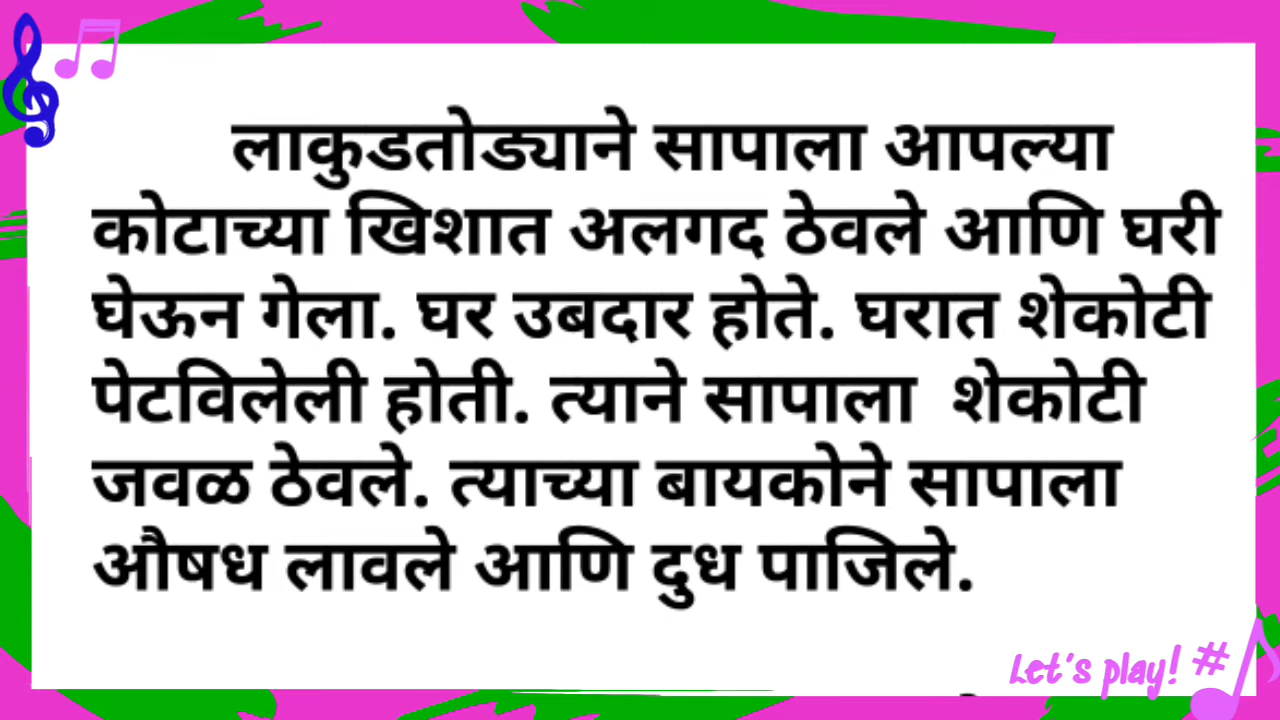 लाकुडतोड्याने सापाला आपल्या
कोटाच्या खिशात अलगद ठेवले आणि घरी
घेऊन गेला. घर उबदार होते. घरात शेकोटी
पेटविलेली होती. त्याने सापाला शेकोटी
जवळ ठेवले. त्याच्या बायकोने सापाला
औषध लावले आणि दुध पाजिले.
Let's play!